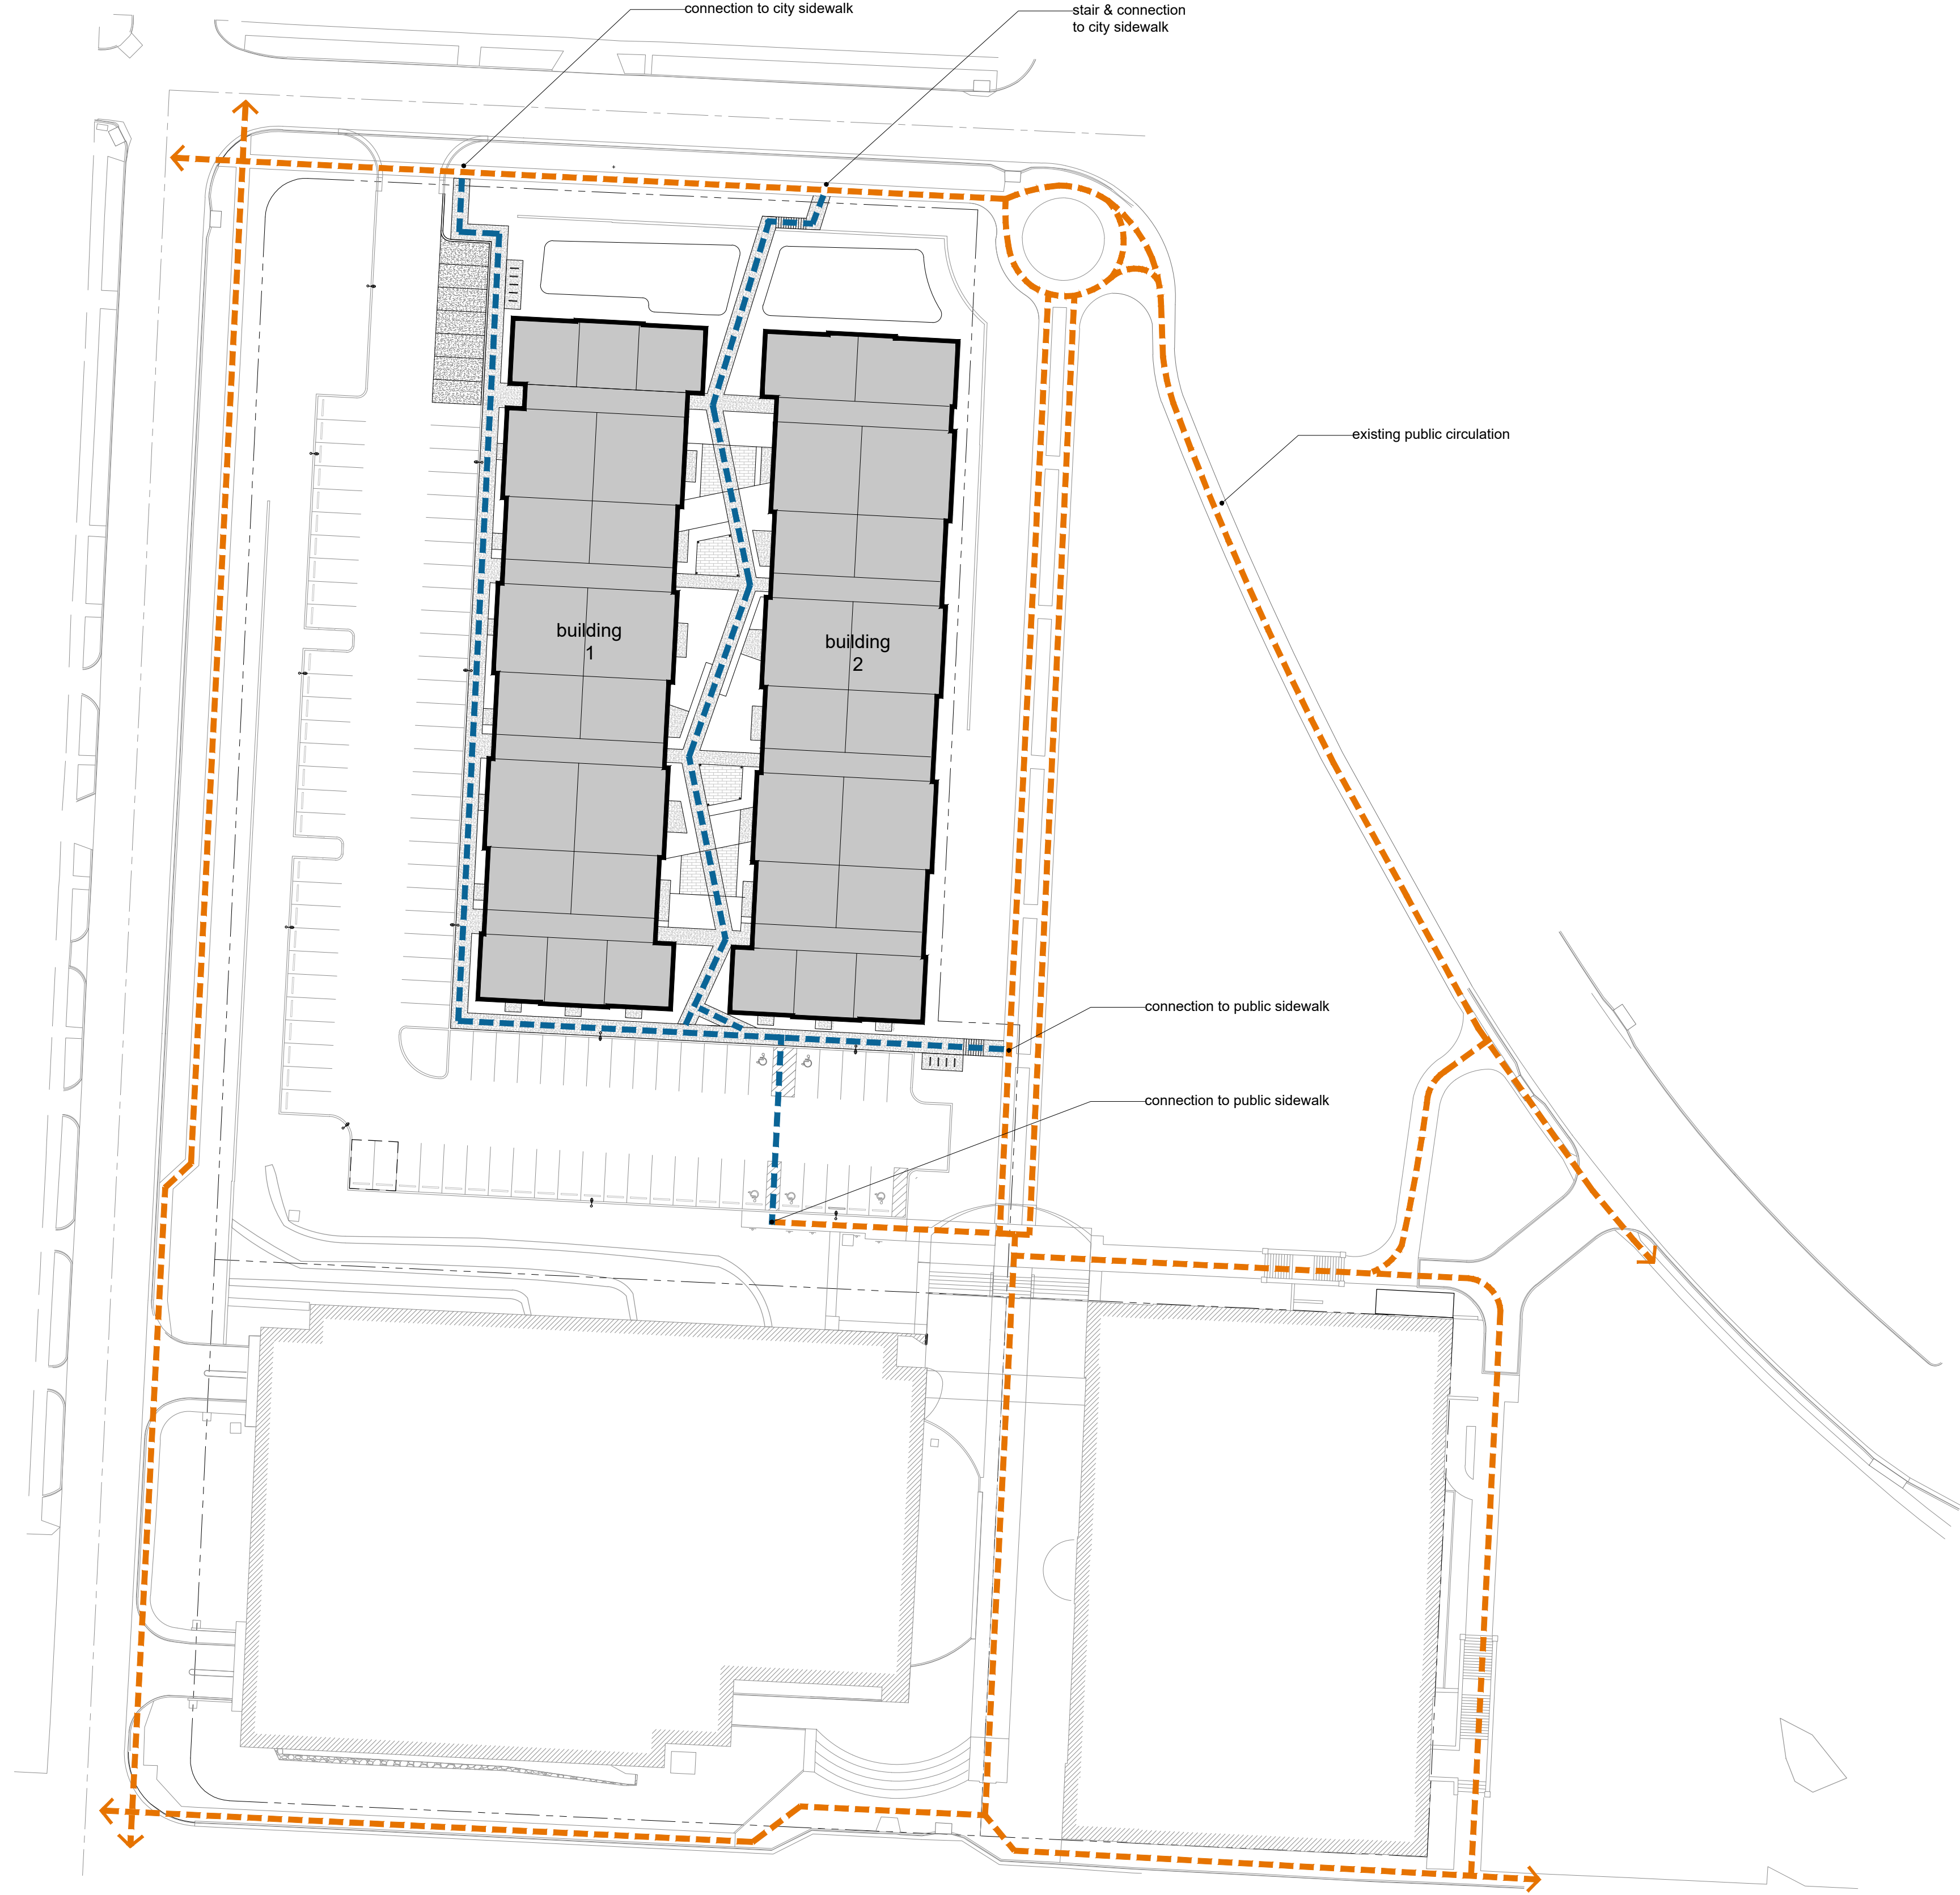 connection to city sidewalk
stair & connection
to city sidewalk
existing public circulation
building
1
building
2
connection to public sidewalk
connection to public sidewalk